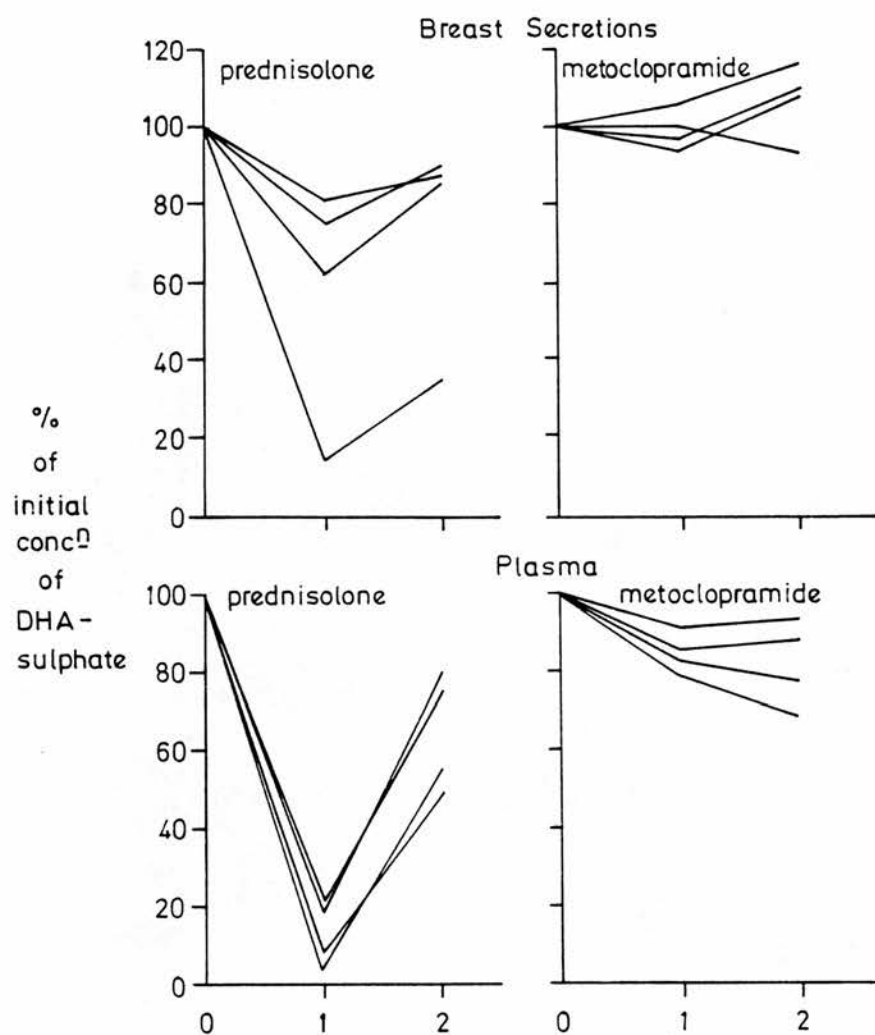 Breast Secretions
prednisolone
metoclopramide
120
100
80
60
40
20
0
%
of
initial
concⁿ
of
DHA-
sulphate
Plasma
prednisolone
metoclopramide
100
80
60
40
20
0
0 1 2
0 1 2